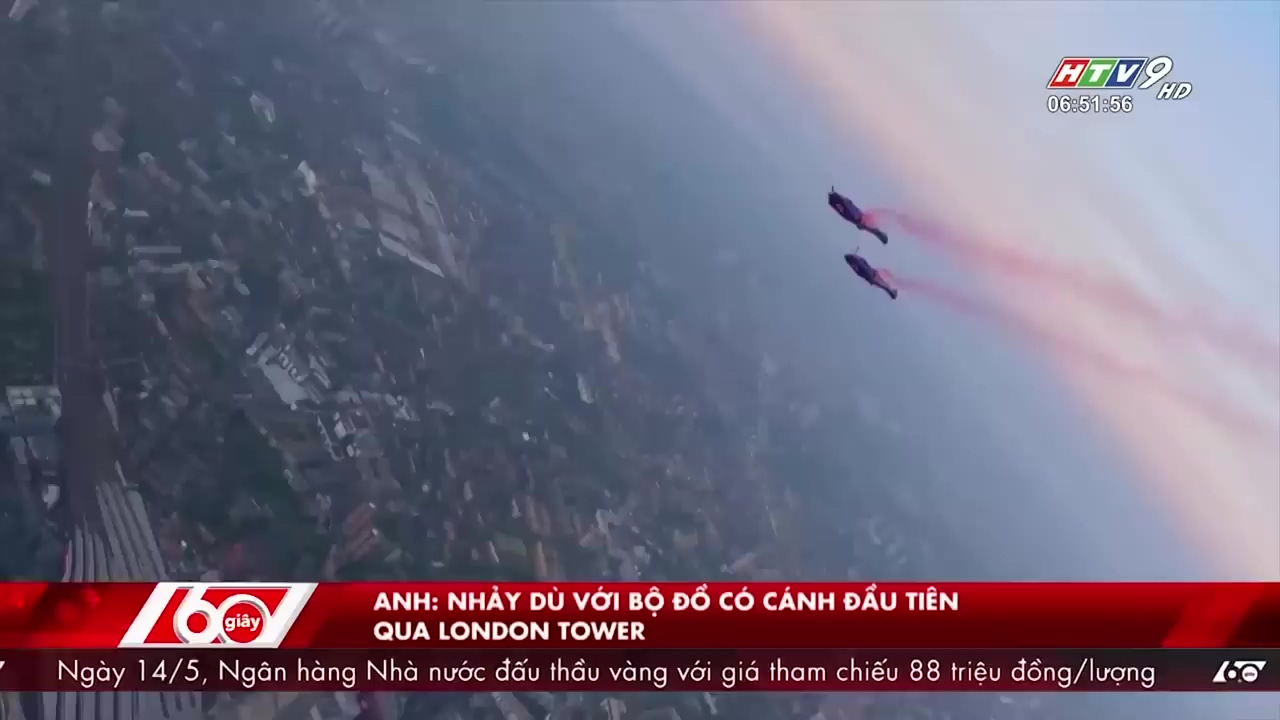 HTV9 HD
06:51:56
60 giây
ANH: NHẢY DÙ VỚI BỘ ĐỒ CÓ CÁNH ĐẦU TIÊN
QUA LONDON TOWER
Ngày 14/5, Ngân hàng Nhà nước đấu thầu vàng với giá tham chiếu 88 triệu đồng/lượng
60 giây